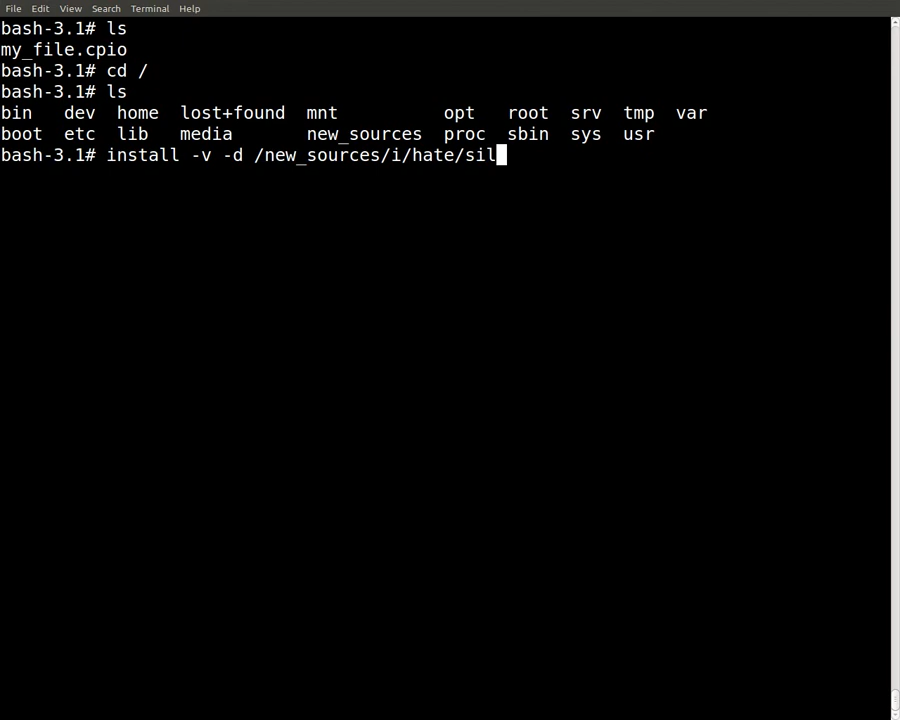 File Edit View Search Terminal Help
bash-3.1# ls
my_file.cpio
bash-3.1# cd /
bash-3.1# ls
bin dev home lost+found mnt opt root srv tmp var
boot etc lib media new_sources proc sbin sys usr
bash-3.1# install -v -d /new_sources/i/hate/sil